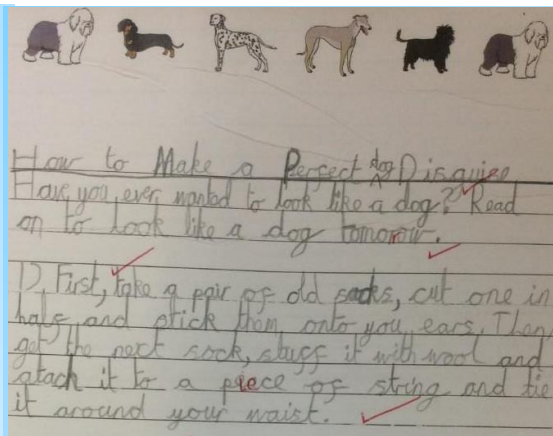 How to Make a Perfect dog Disguise
Have you ever wanted to look like a dog? Read
on to look like a dog tomorow.
1), First, take a pair of old socks, cut one in
half and stick them onto you ears. Then,
get the next sock, stuff it with wool and
atach it to a piece of string and tie
it around your waist.